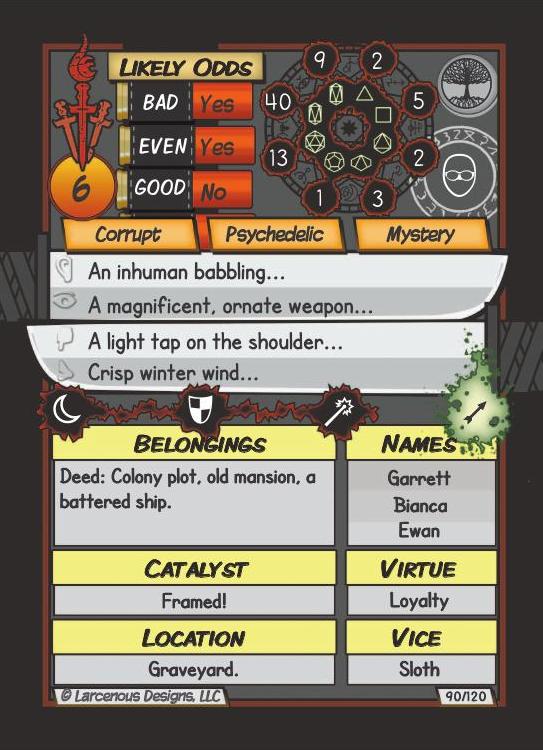 LIKELY ODDS
BAD Yes
EVEN Yes
GOOD No
6
9 2
40 5
13 2
1 3
Corrupt Psychedelic Mystery
An inhuman babbling...
A magnificent, ornate weapon...
A light tap on the shoulder...
Crisp winter wind...
BELONGINGS
Deed: Colony plot, old mansion, a
battered ship.
NAMES
Garrett
Bianca
Ewan
CATALYST
Framed!
VIRTUE
Loyalty
LOCATION
Graveyard.
VICE
Sloth
© Larcenous Designs, LLC
90/120